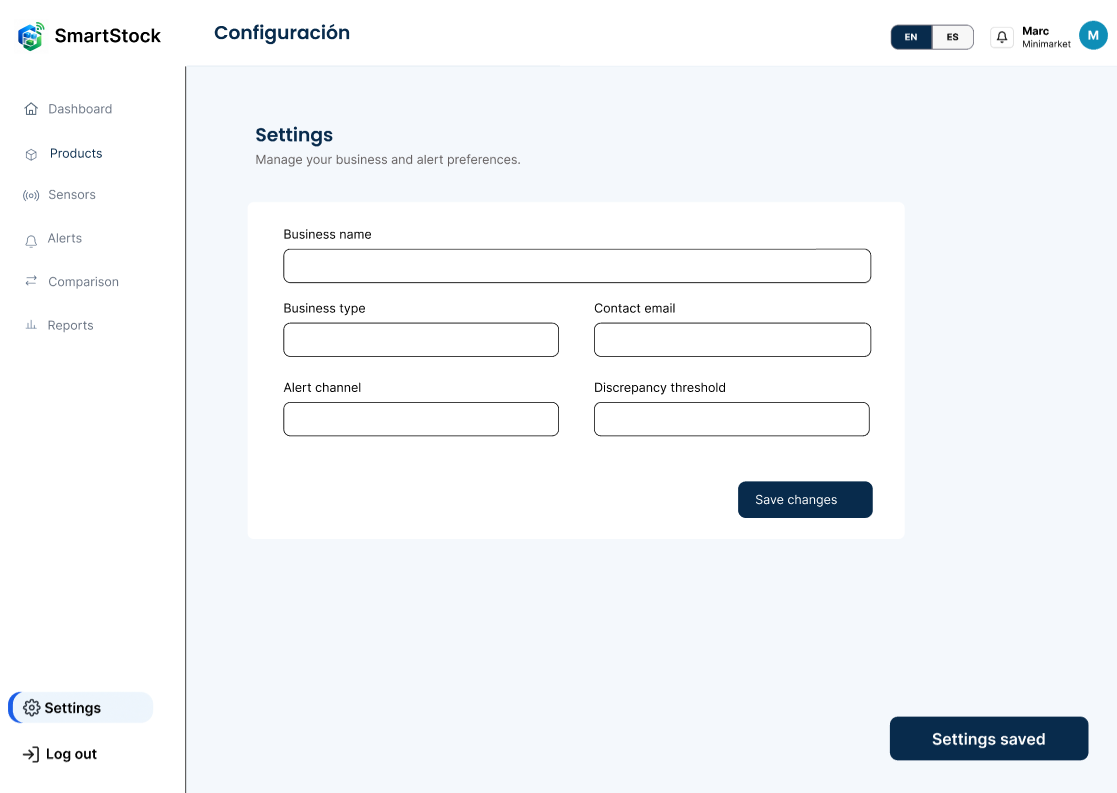 SmartStock
Configuración
EN
ES
Marc
Minimarket
M
Dashboard
Products
Sensors
Alerts
Comparison
Reports
Settings
Log out
Settings
Manage your business and alert preferences.
Business name
Business type
Contact email
Alert channel
Discrepancy threshold
Save changes
Settings saved